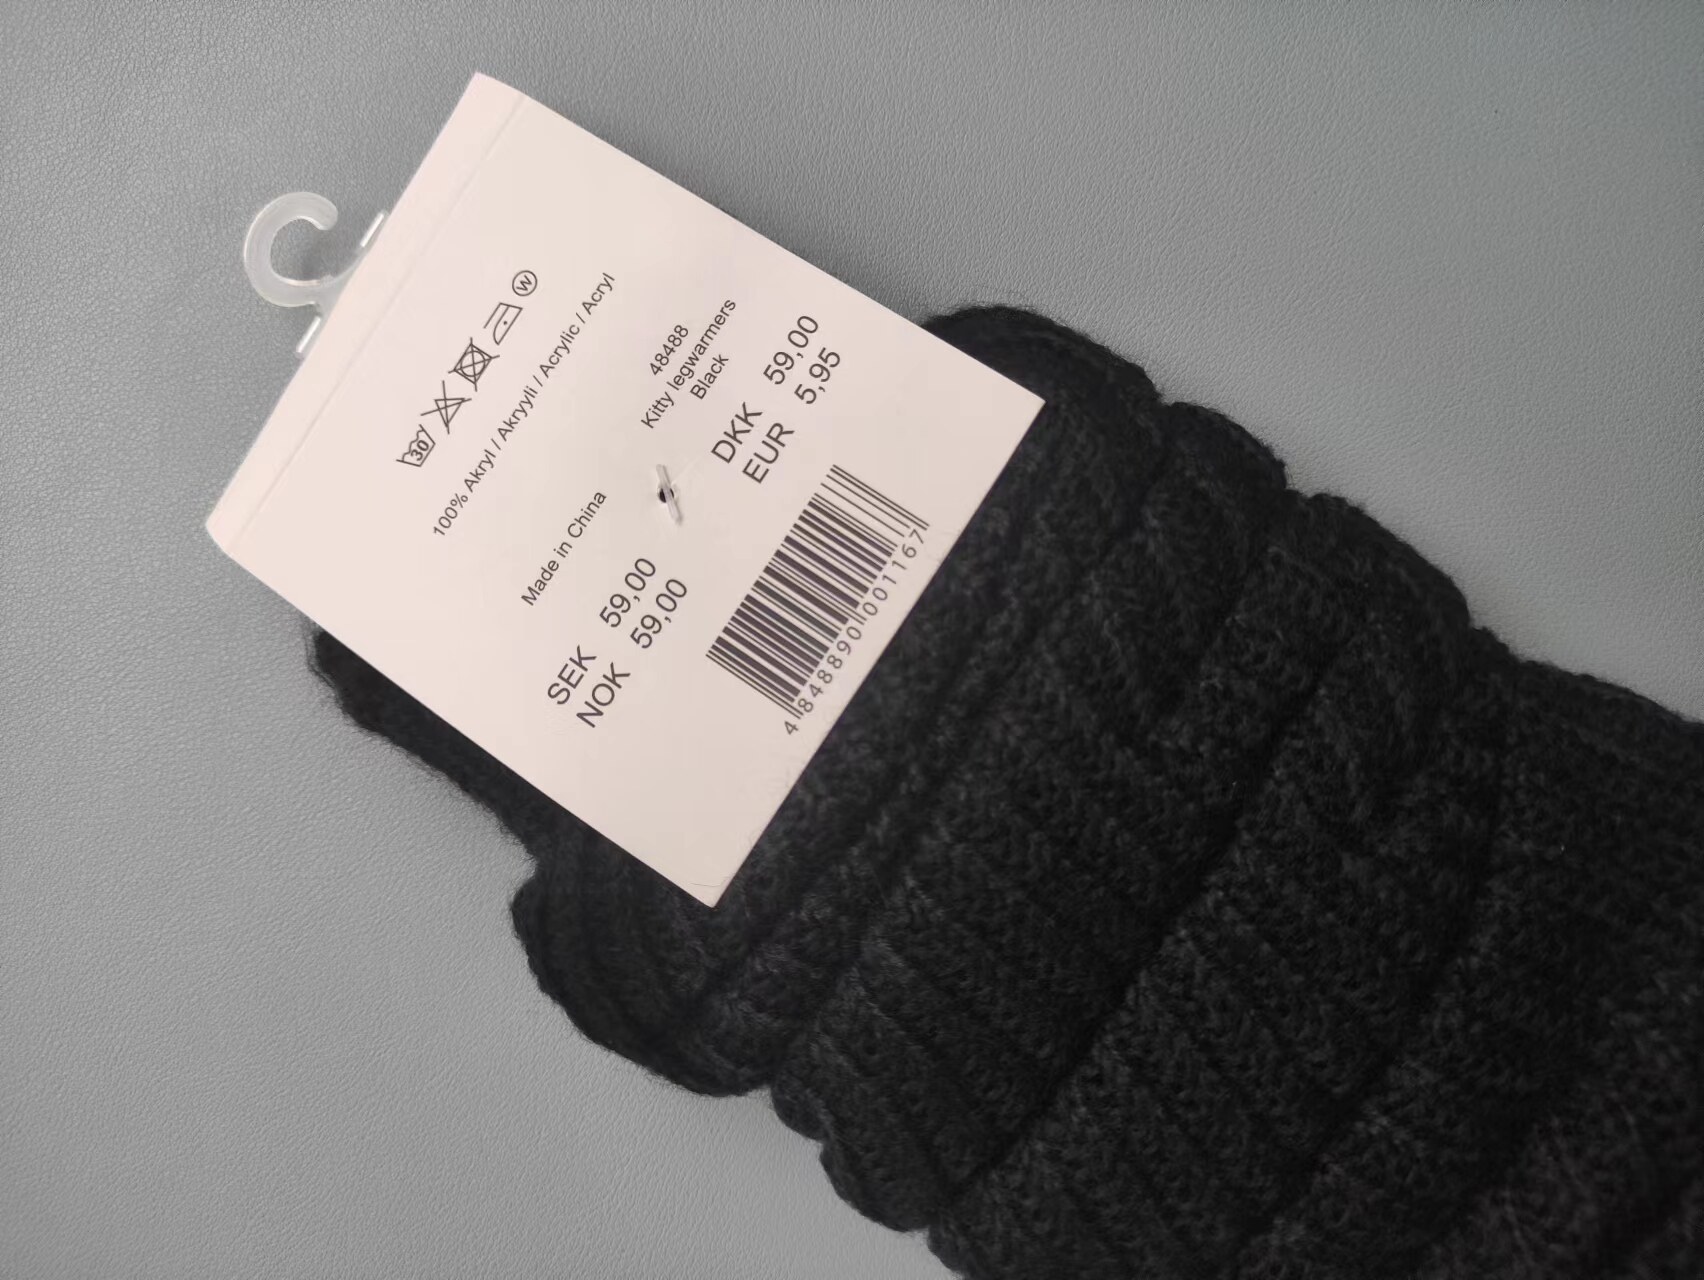 30
W
100% Akryl / Akryyli / Acrylic / Acryl
48488
Kitty legwarmers
Black
Made in China
DKK 59,00
EUR 5,95
SEK 59,00
NOK 59,00
4 848890 001167